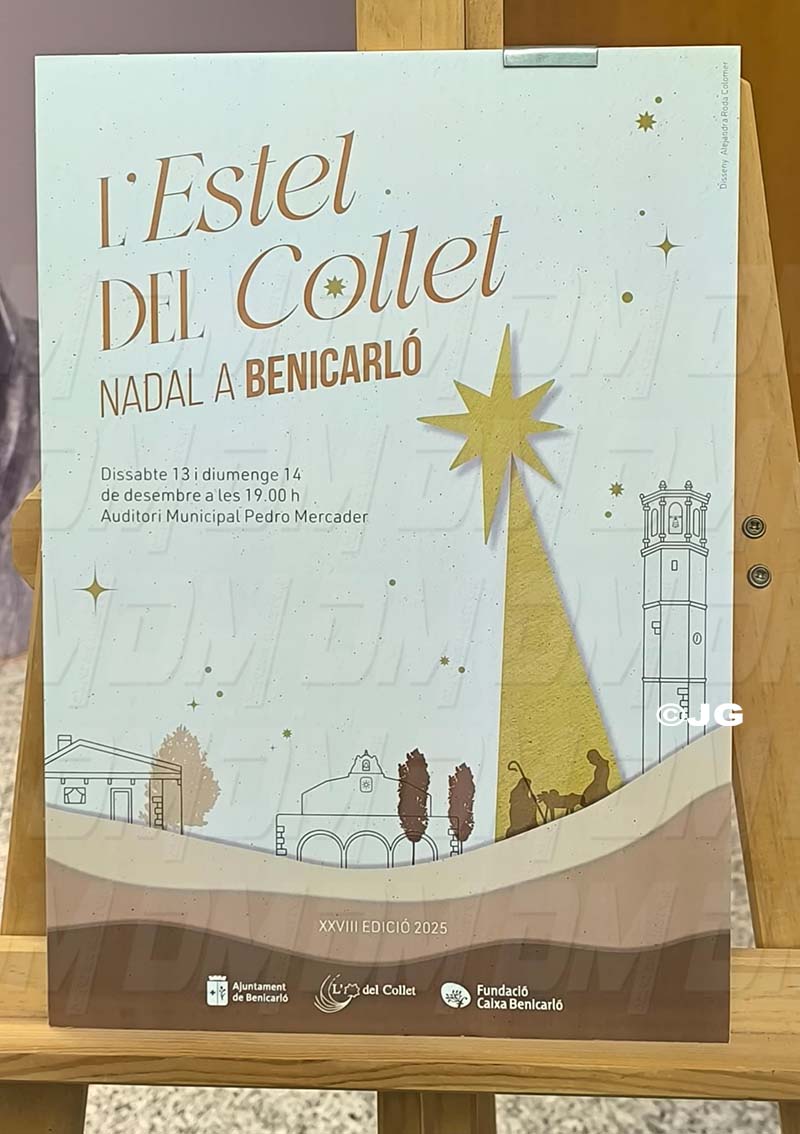 Disseny Alejandra Roda Colomer
L'Estel
DEL Collet
NADAL A BENICARLÓ
Dissabte 13 i diumenge 14
de desembre a les 19.00 h
Auditori Municipal Pedro Mercader
©JG
XXVIII EDICIÓ 2025
Ajuntament
de Benicarló
del Collet
Fundació
Caixa Benicarló